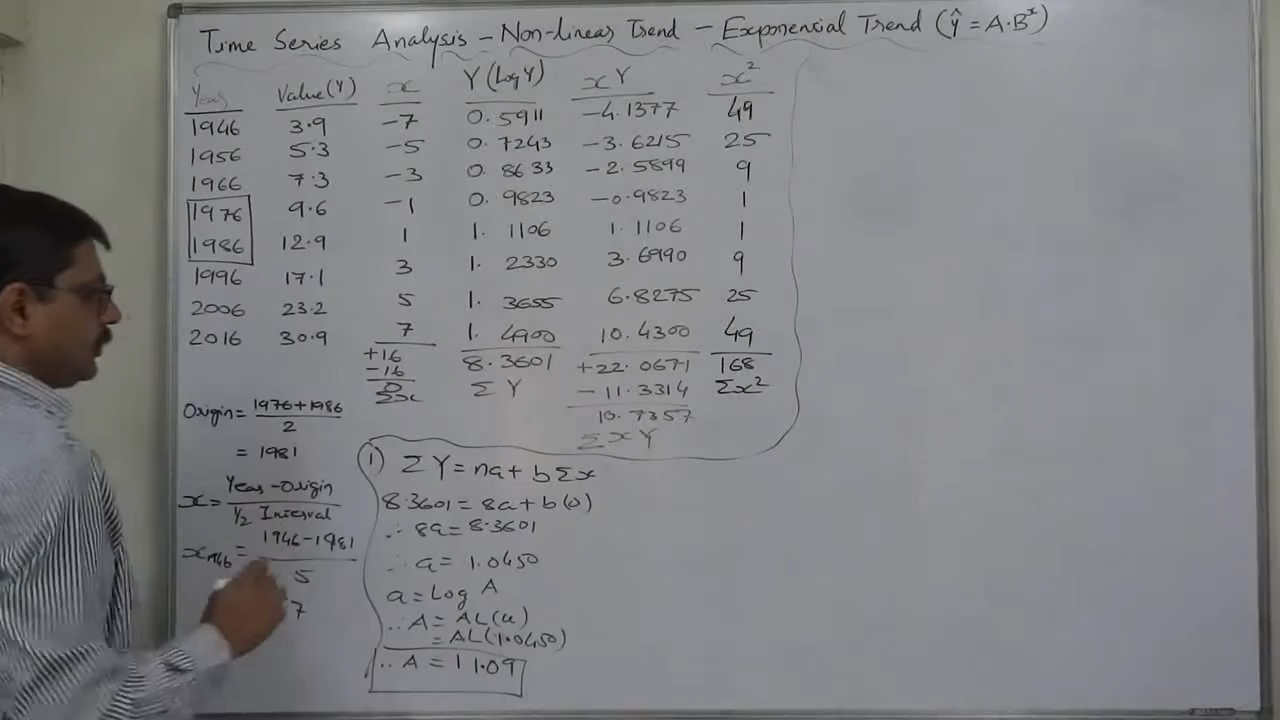 Time Series Analysis - Non-linear Trend - Exponential Trend (ŷ = A·Bˣ)
Year Value(Y) x Y(Log Y) xY x²
1946 3.9 -7 0.5911 -4.1377 49
1956 5.3 -5 0.7243 -3.6215 25
1966 7.3 -3 0.8633 -2.5899 9
1976 9.6 -1 0.9823 -0.9823 1
1986 12.9 1 1.1106 1.1106 1
1996 17.1 3 1.2330 3.6990 9
2006 23.2 5 1.3655 6.8275 25
2016 30.9 7 1.4900 10.4300 49
+16 8.3601 +22.0671 168
-16 ΣY -11.3314 Σx²
0 10.7357
Σx ΣxY
Origin = 1976+1986
2
= 1981
x = Year - Origin
½ Interval
x1946 = 1946-1981
5
7
1) ΣY = na + bΣx
8.3601 = 8a + b(0)
∴ 8a = 8.3601
∴ a = 1.0450
a = Log A
∴ A = AL(a)
= AL(1.0450)
∴ A = 11.09